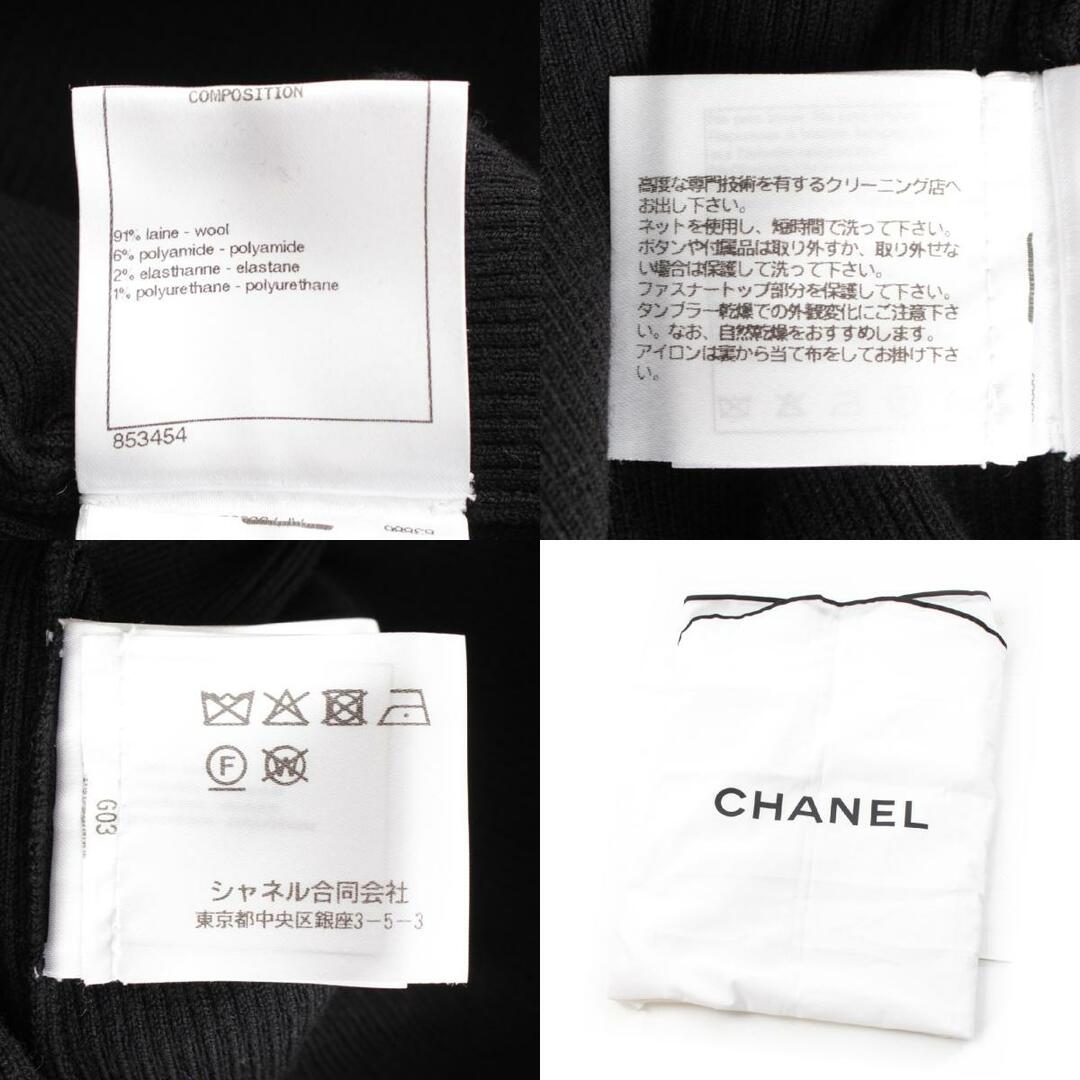 COMPOSITION
91% laine - wool
6% polyamide - polyamide
2% elasthanne - elastane
1% polyurethane - polyurethane
853454
高度な専門技術を有するクリーニング店へ
お出し下さい。
ネットを使用し、短時間で洗って下さい。
ボタンや付属品は取り外すか、取り外せな
い場合は保護して洗って下さい。
ファスナートップ部分を保護して下さい。
タンブラー乾燥での外観変化にご注意下さ
い。なお、自然乾燥をおすすめします。
アイロンは裏から当て布をしてお掛け下さ
い。
F
W
G03
シャネル合同会社
東京都中央区銀座3-5-3
CHANEL